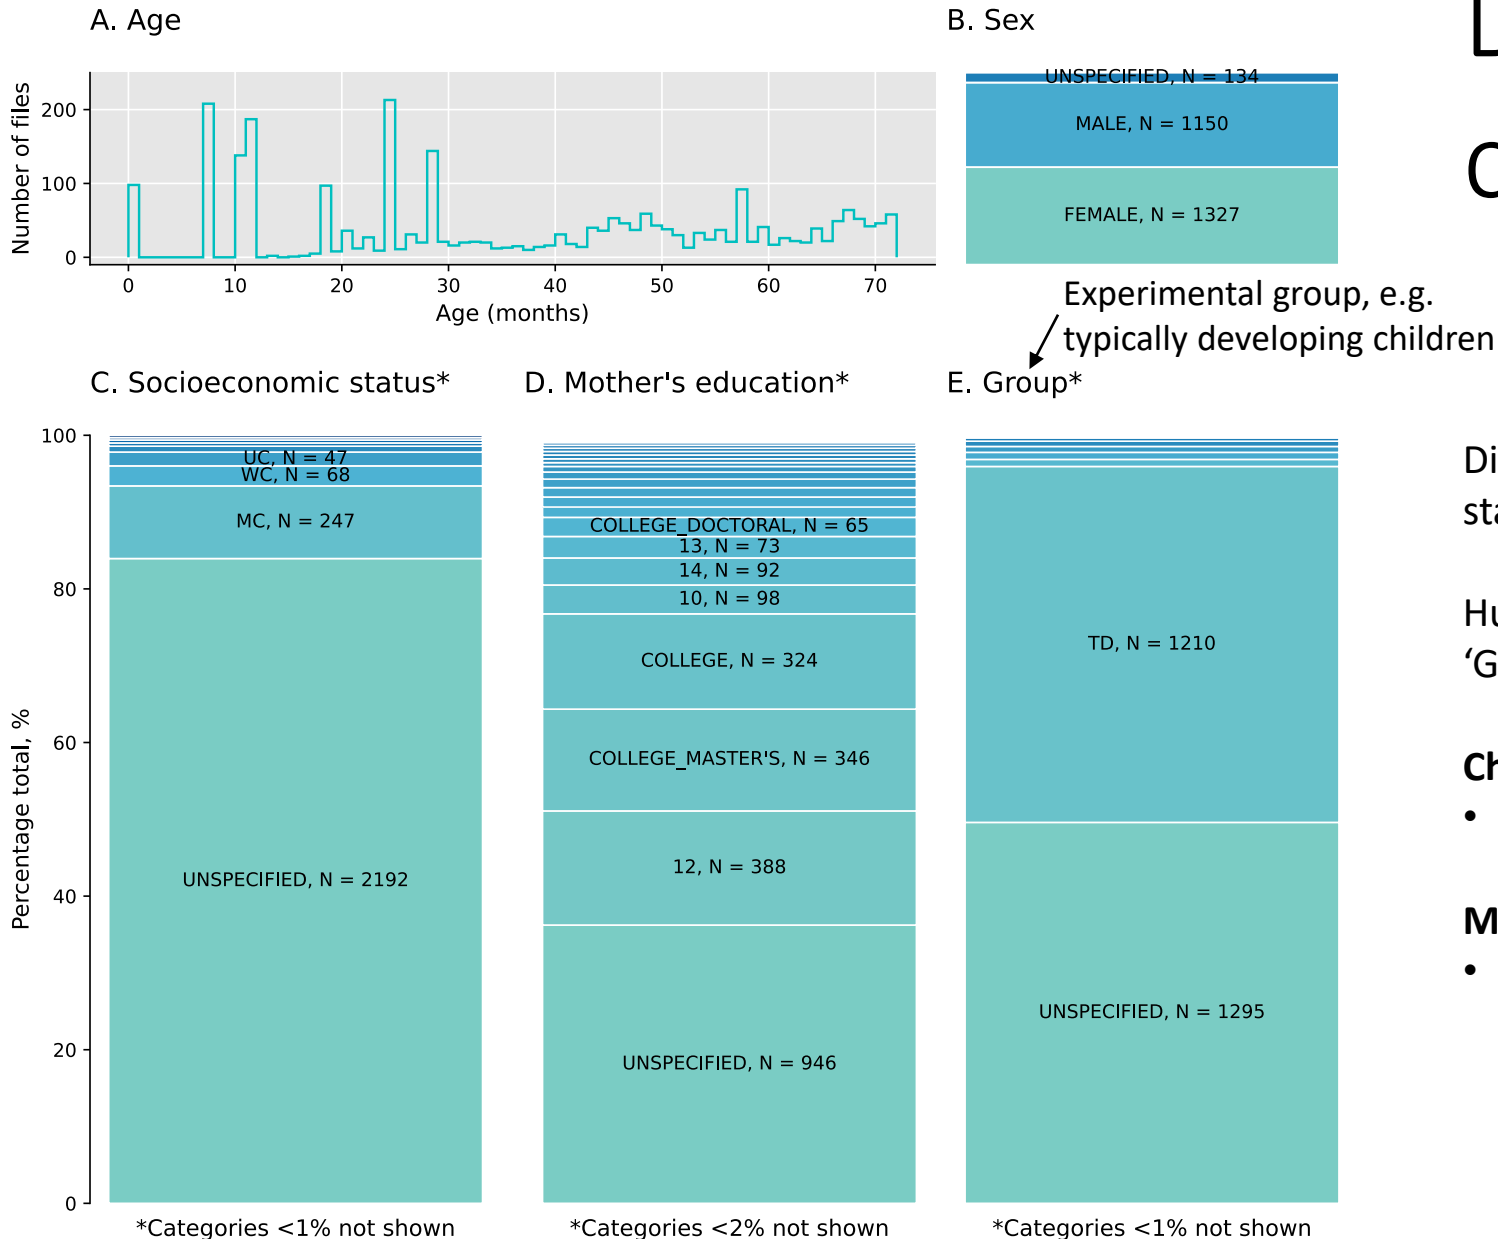 A. Age
B. Sex
Number of files
200
100
0
0 10 20 30 40 50 60 70
Age (months)
UNSPECIFIED, N = 134
MALE, N = 1150
FEMALE, N = 1327
Experimental group, e.g.
typically developing children
C. Socioeconomic status*
D. Mother's education*
E. Group*
Percentage total, %
100
80
60
40
20
0
UC, N = 47
WC, N = 68
MC, N = 247
UNSPECIFIED, N = 2192
*Categories <1% not shown
COLLEGE_DOCTORAL, N = 65
13, N = 73
14, N = 92
10, N = 98
COLLEGE, N = 324
COLLEGE_MASTER'S, N = 346
12, N = 388
UNSPECIFIED, N = 946
*Categories <2% not shown
TD, N = 1210
UNSPECIFIED, N = 1295
*Categories <1% not shown
Di
sta
Hu
‘G
Ch
•
M
•